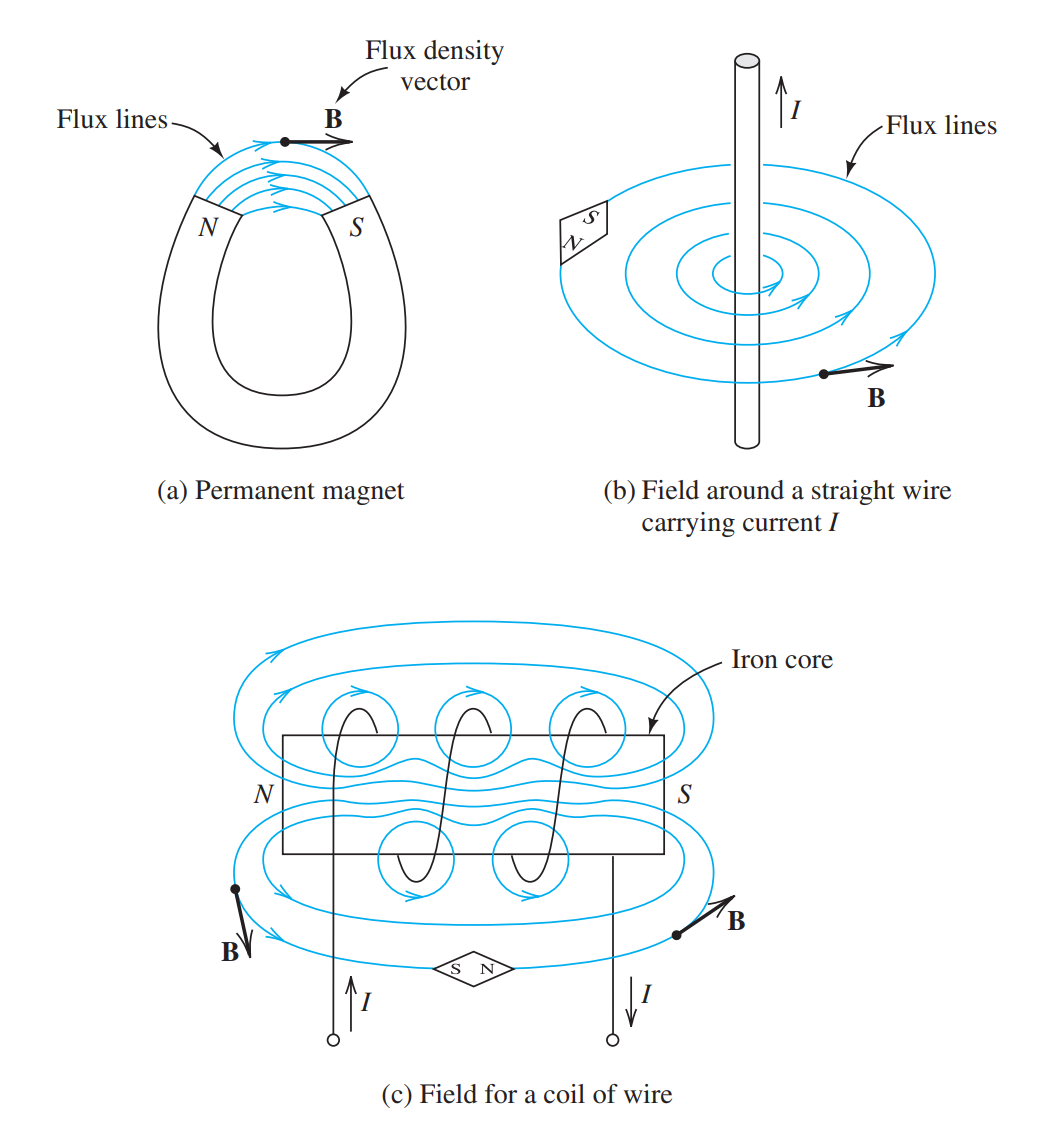 Flux density
vector
Flux lines
B
N
S
(a) Permanent magnet
I
Flux lines
S
N
B
(b) Field around a straight wire
carrying current I
Iron core
N
S
B
B
S N
I
I
(c) Field for a coil of wire